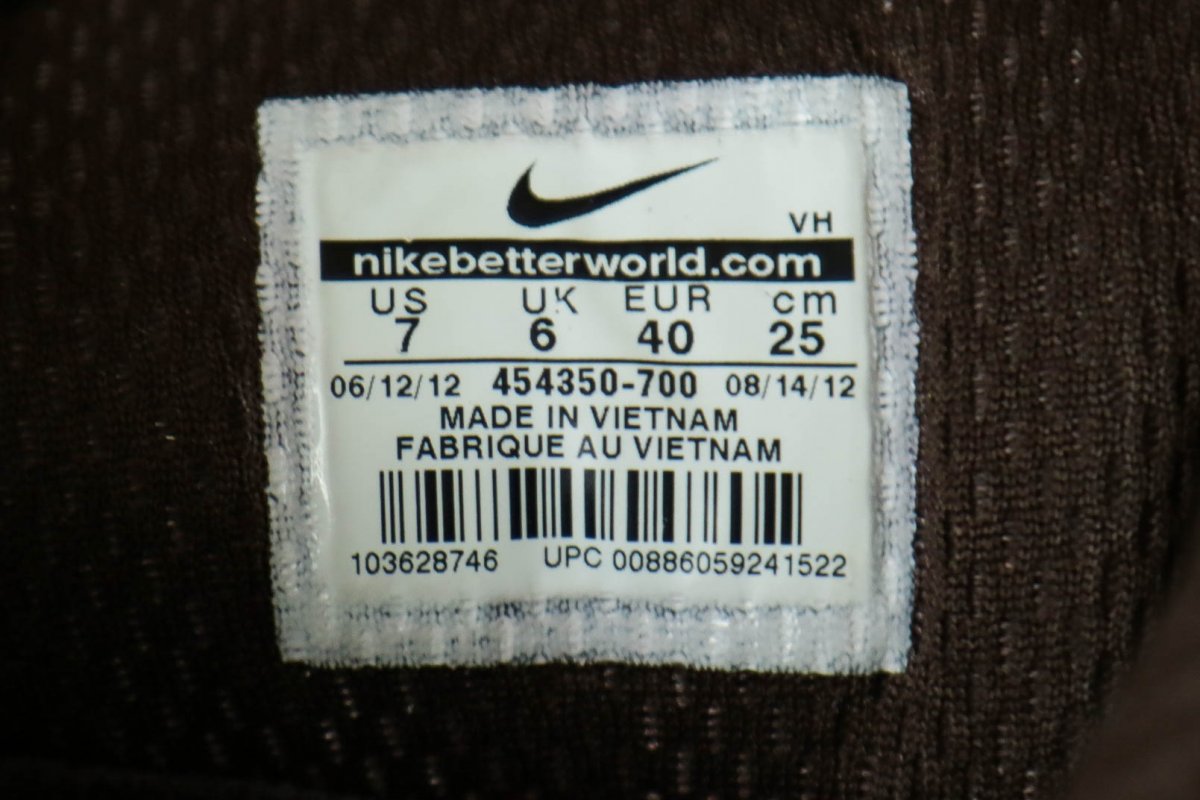 VH
nikebetterworld.com
US UK EUR cm
7 6 40 25
06/12/12 454350-700 08/14/12
MADE IN VIETNAM
FABRIQUE AU VIETNAM
103628746 UPC 00886059241522